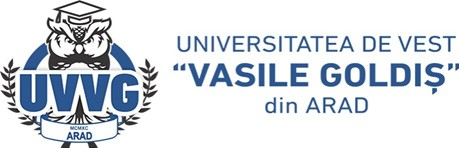 UVVG
MCMXC
ARAD
UNIVERSITATEA DE VEST
“VASILE GOLDIȘ”
din ARAD